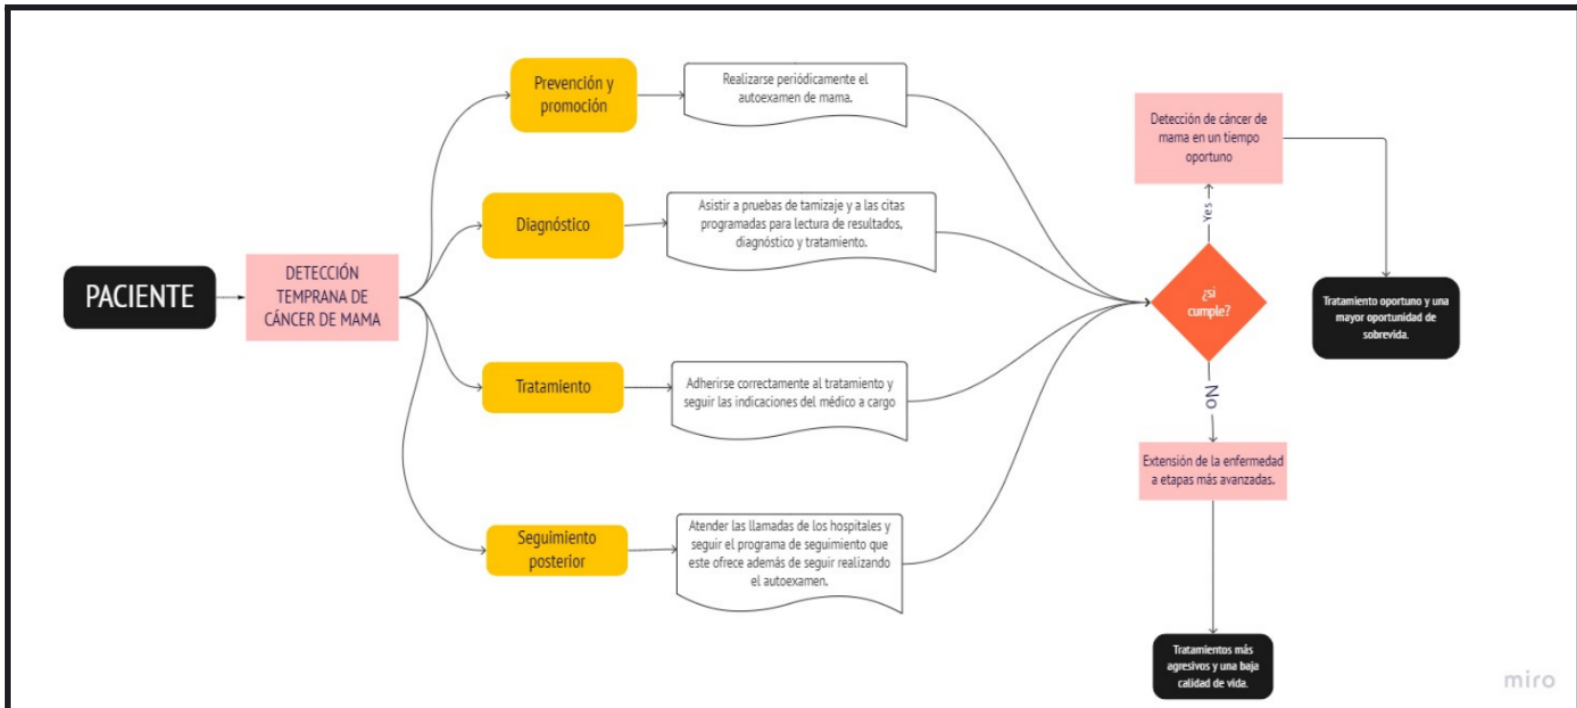 PACIENTE
DETECCIÓN
TEMPRANA DE
CÁNCER DE MAMA
Prevención y
promoción
Realizarse periódicamente el
autoexamen de mama.
Diagnóstico
Asistir a pruebas de tamizaje y a las citas
programadas para lectura de resultados,
diagnóstico y tratamiento.
Tratamiento
Adherirse correctamente al tratamiento y
seguir las indicaciones del médico a cargo
Seguimiento
posterior
Atender las llamadas de los hospitales y
seguir el programa de seguimiento que
este ofrece además de seguir realizando
el autoexamen.
¿si
cumple?
Yes
Detección de cáncer de
mama en un tiempo
oportuno
Tratamiento oportuno y una
mayor oportunidad de
sobrevida.
No
Extensión de la enfermedad
a etapas más avanzadas.
Tratamientos más
agresivos y una baja
calidad de vida.
miro